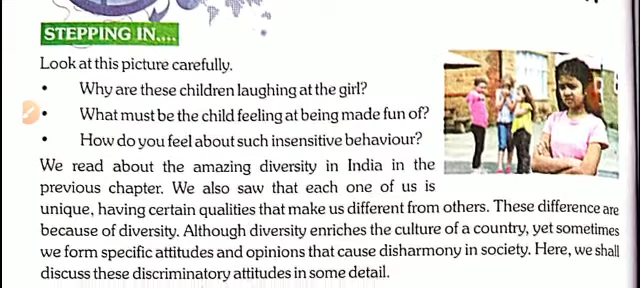 STEPPING IN....
Look at this picture carefully.
• Why are these children laughing at the girl?
• What must be the child feeling at being made fun of?
• How do you feel about such insensitive behaviour?
We read about the amazing diversity in India in the
previous chapter. We also saw that each one of us is
unique, having certain qualities that make us different from others. These difference are
because of diversity. Although diversity enriches the culture of a country, yet sometimes
we form specific attitudes and opinions that cause disharmony in society. Here, we shall
discuss these discriminatory attitudes in some detail.